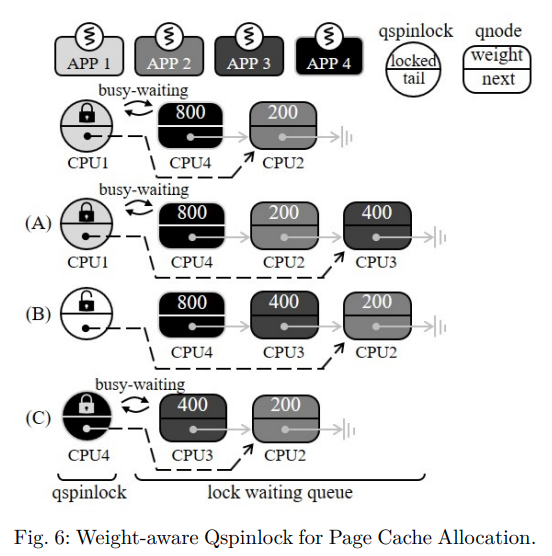 qspinlock qnode
APP 1 APP 2 APP 3 APP 4
locked weight
tail next
busy-waiting
800 200
CPU1 CPU4 CPU2
busy-waiting
(A) 800 200 400
CPU1 CPU4 CPU2 CPU3
(B) 800 400 200
CPU4 CPU3 CPU2
busy-waiting
(C) 400 200
CPU4 CPU3 CPU2
qspinlock lock waiting queue
Fig. 6: Weight-aware Qspinlock for Page Cache Allocation.